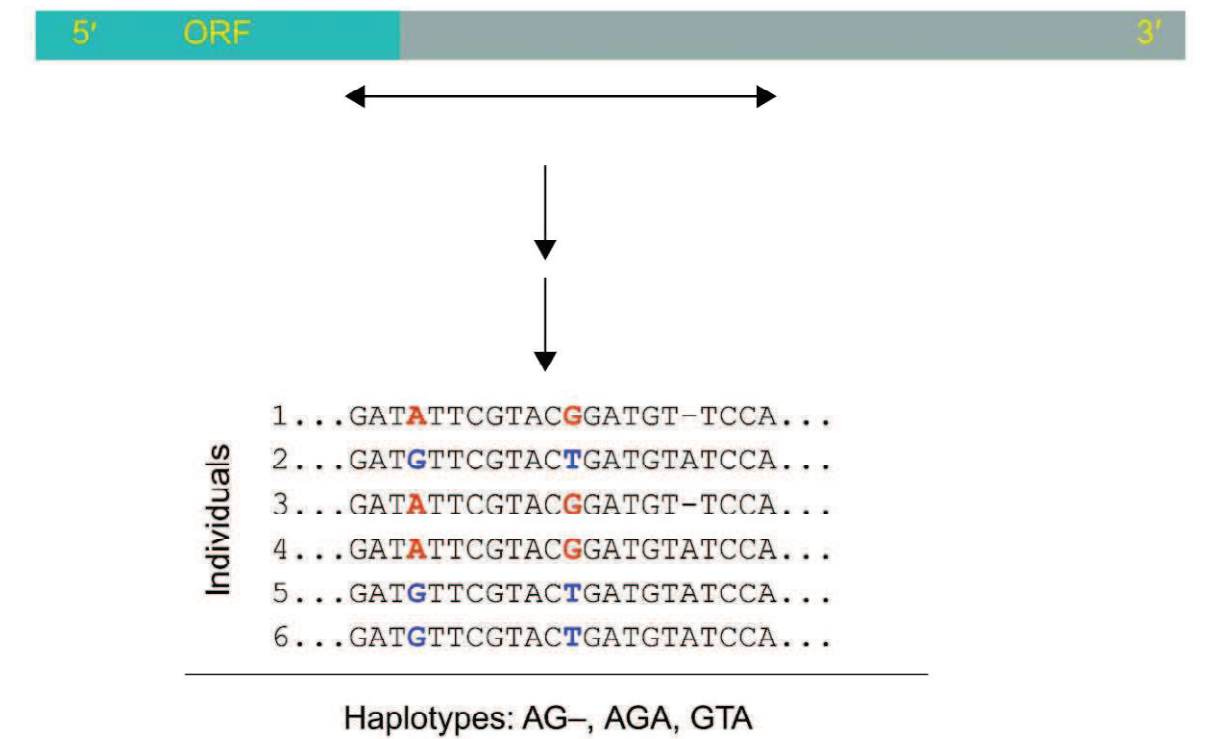 5′ ORF 3′
1...GATATTCGTACGGATGT-TCCA...
2...GATGTTCGTACTGATGTATCCA...
3...GATATTCGTACGGATGT-TCCA...
4...GATATTCGTACGGATGTATCCA...
5...GATGTTCGTACTGATGTATCCA...
6...GATGTTCGTACTGATGTATCCA...
Individuals
Haplotypes: AG–, AGA, GTA